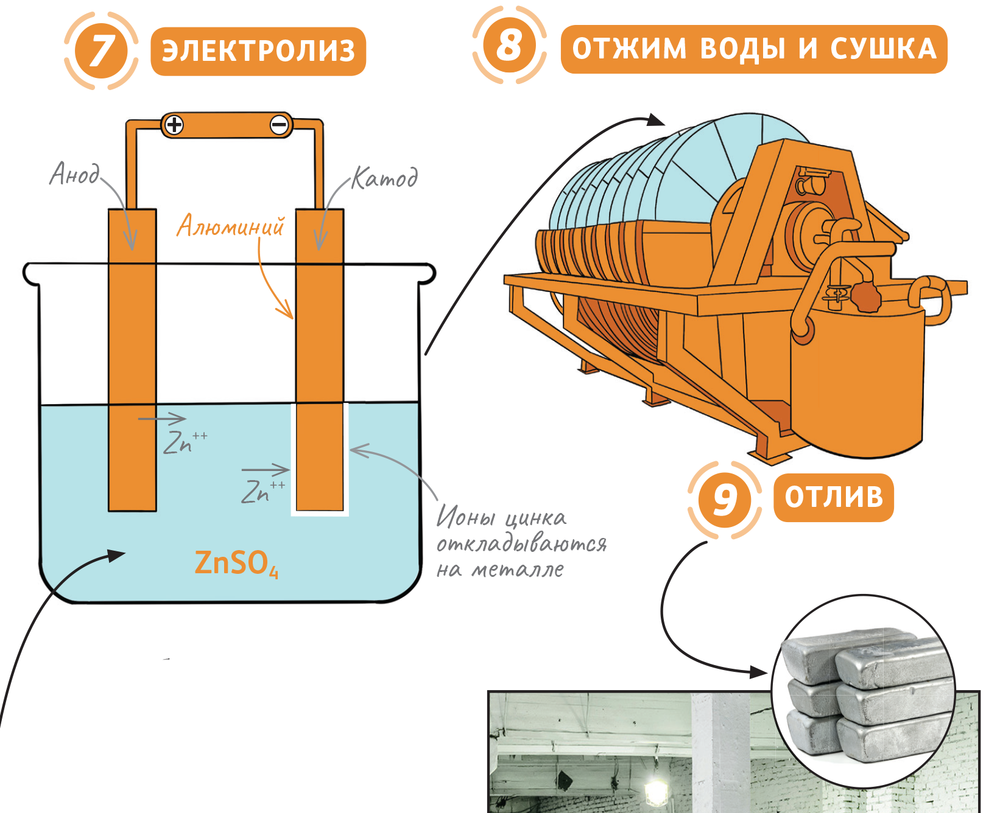 7 ЭЛЕКТРОЛИЗ
8 ОТЖИМ ВОДЫ И СУШКА
+ −
Анод
Катод
Алюминий
Zn++
Zn++
Ионы цинка
откладываются
на металле
ZnSO4
9 ОТЛИВ